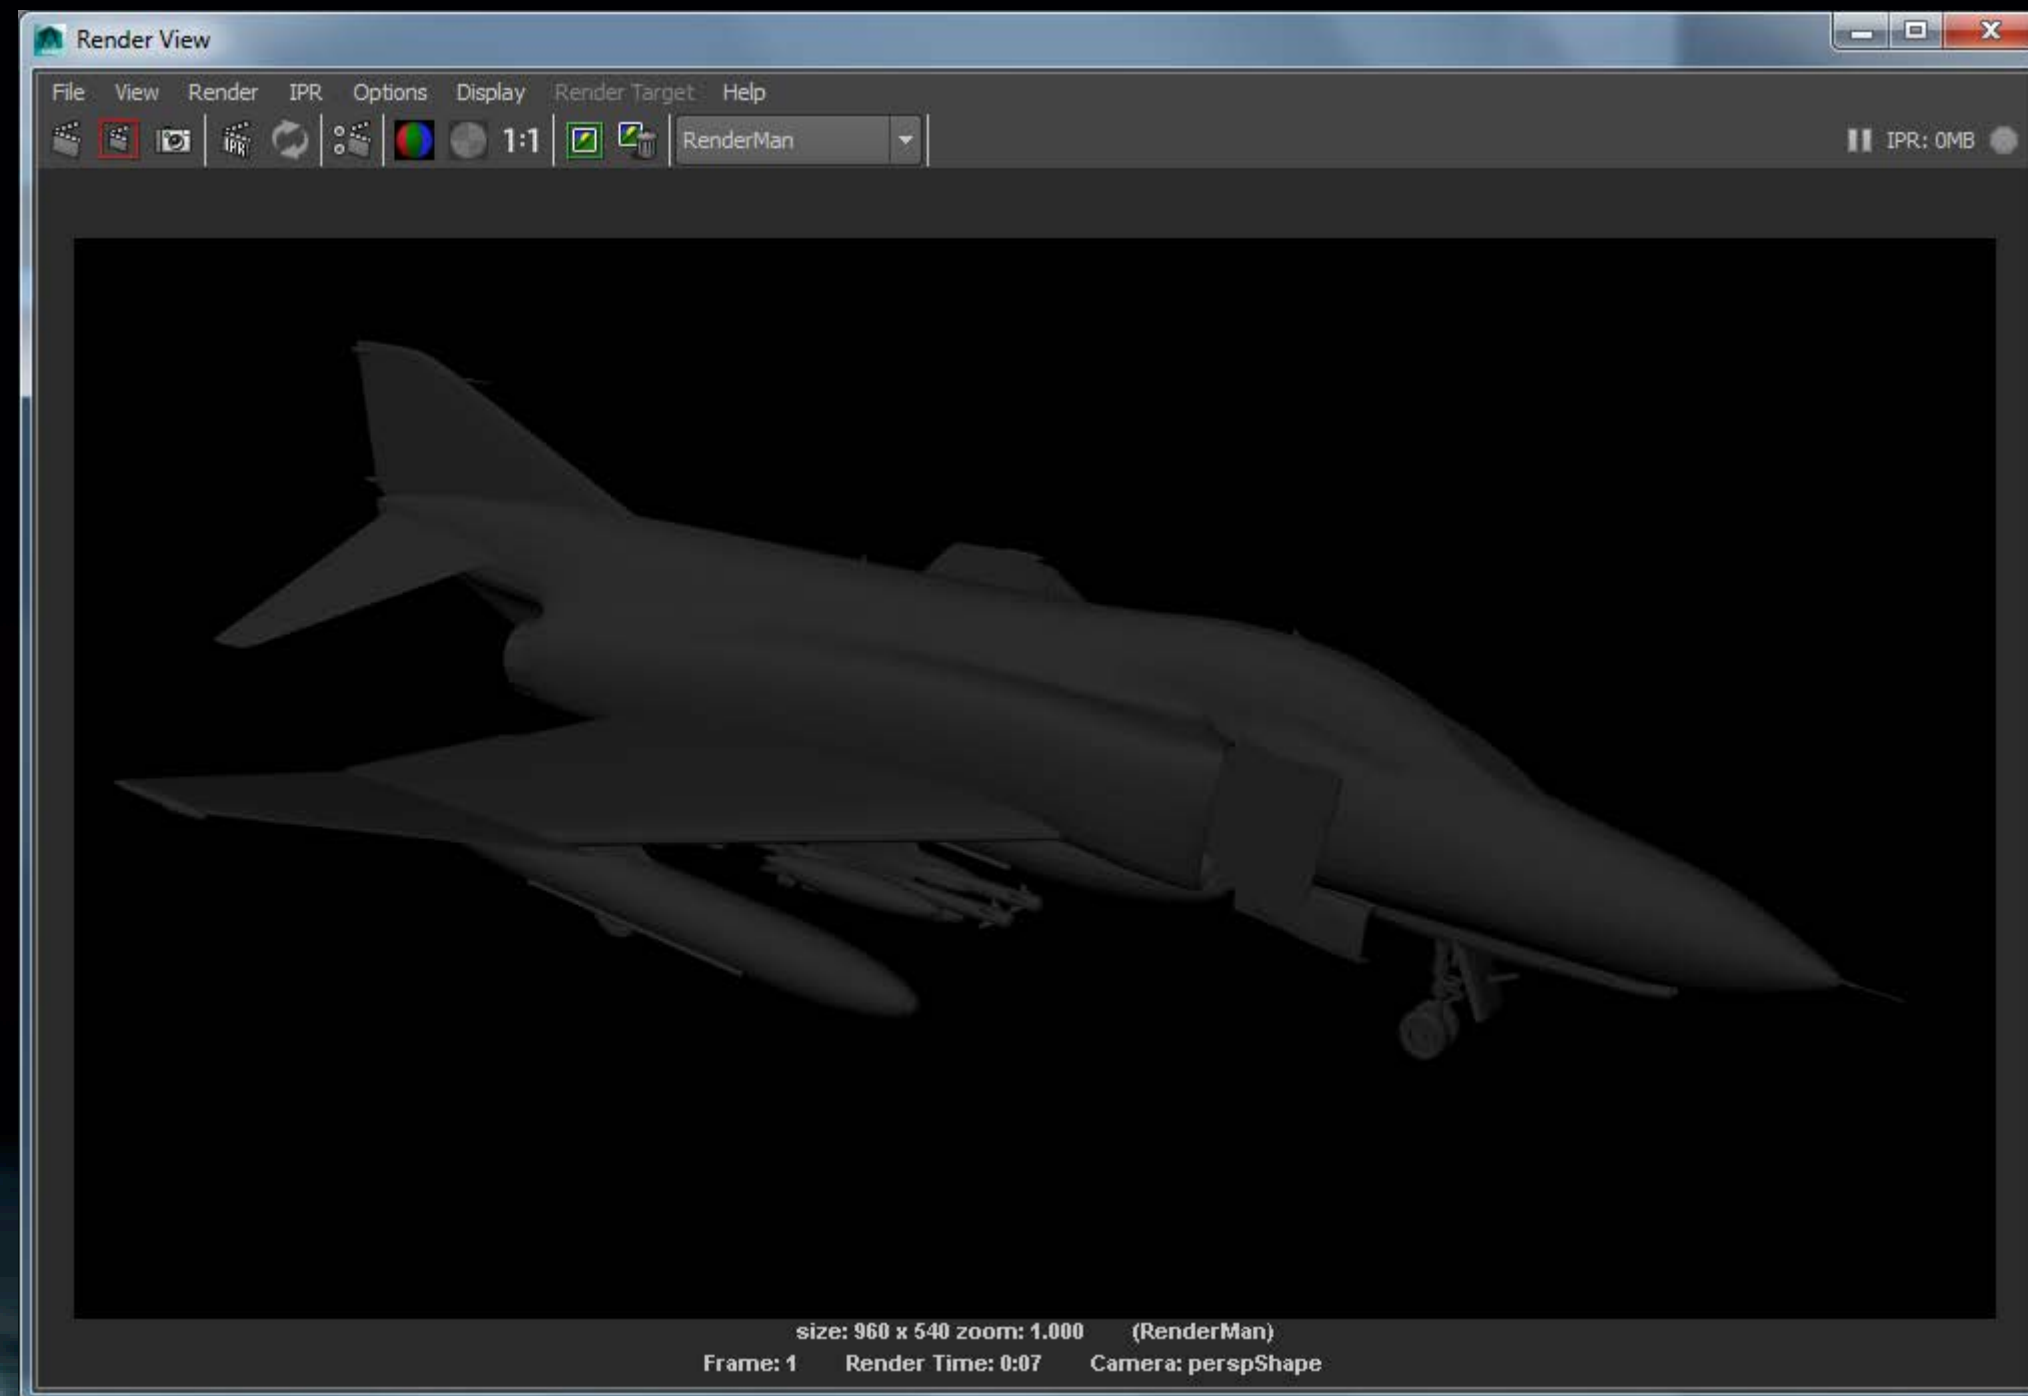 Render View
File View Render IPR Options Display Render Target Help
IPR 1:1 RenderMan IPR: 0MB
size: 960 x 540 zoom: 1.000 (RenderMan)
Frame: 1 Render Time: 0:07 Camera: perspShape